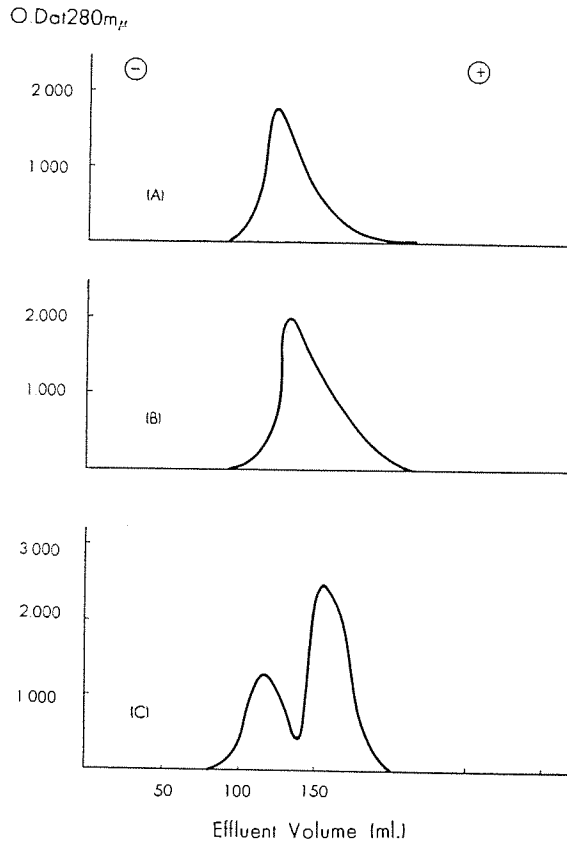 O.Dat280mμ
− +
2 000
1 000
(A)
2.000
1.000
(B)
3 000
2 000
1 000
(C)
50 100 150
Effluent Volume (ml.)